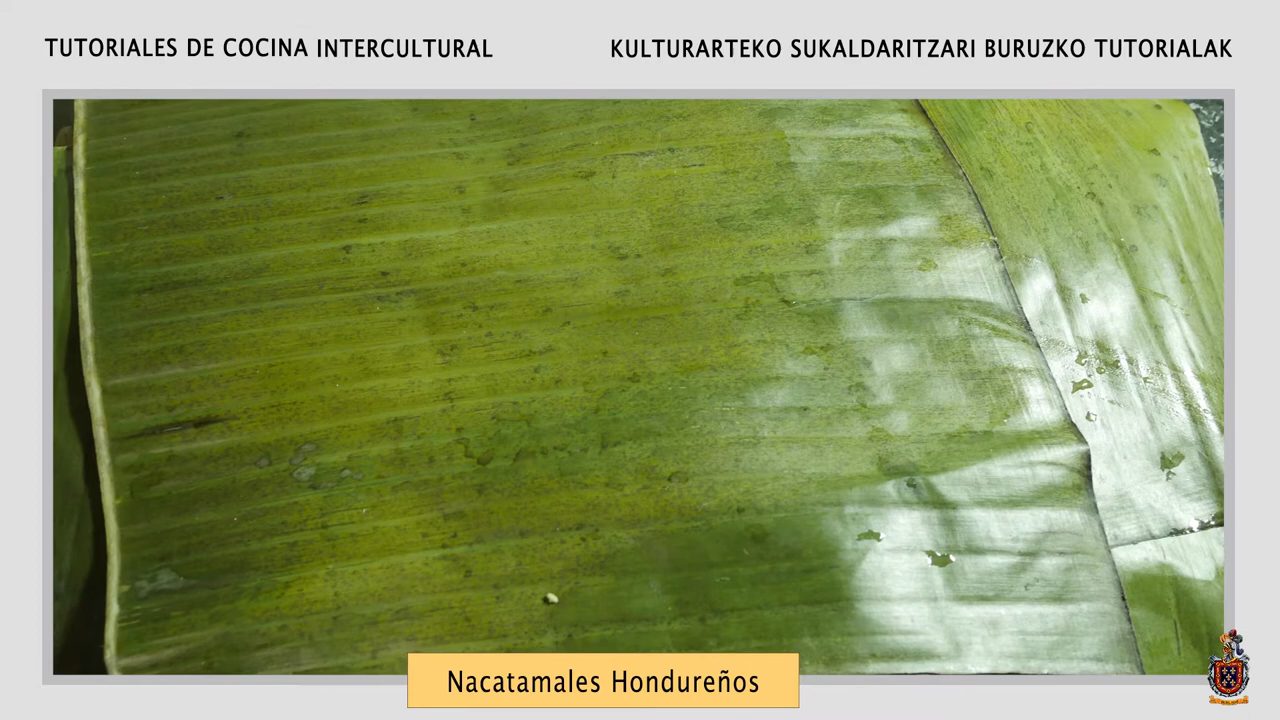 TUTORIALES DE COCINA INTERCULTURAL
KULTURARTEKO SUKALDARITZARI BURUZKO TUTORIALAK
Nacatamales Hondureños